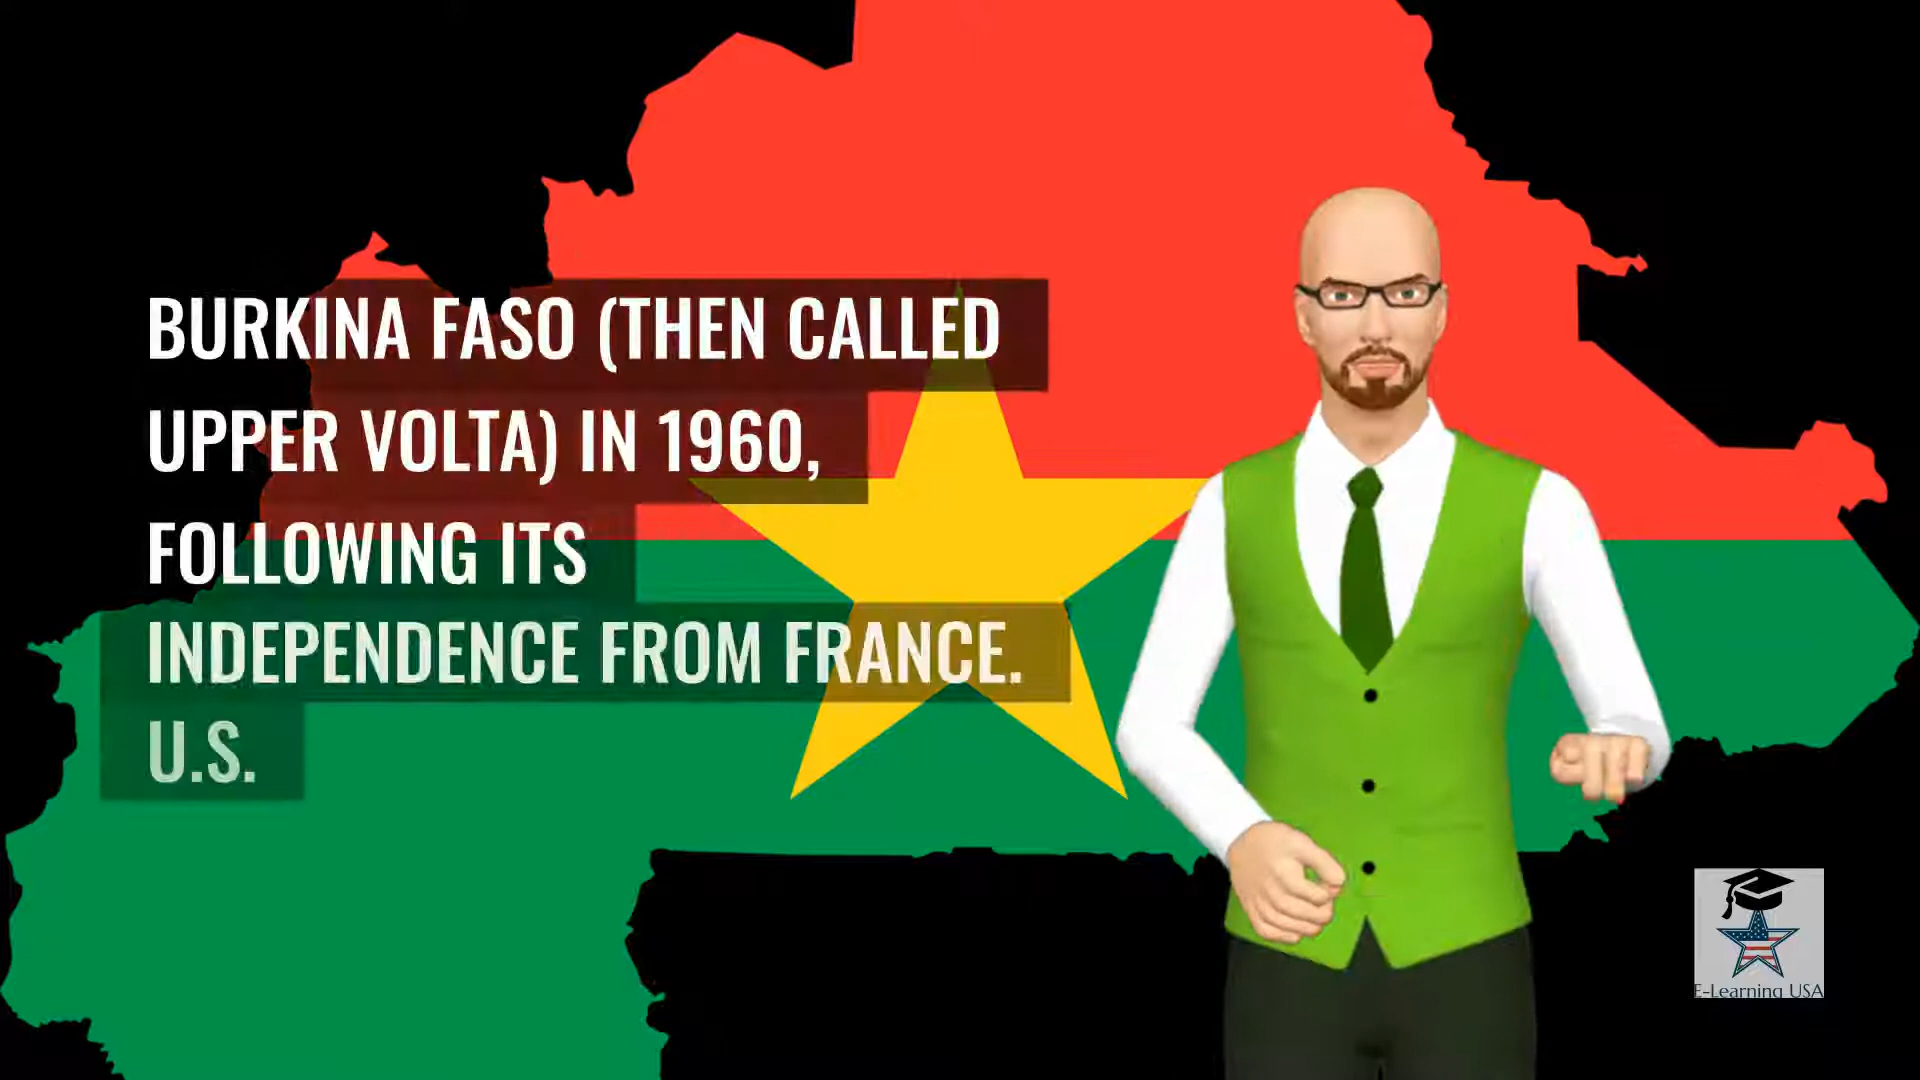 BURKINA FASO (THEN CALLED
UPPER VOLTA) IN 1960,
FOLLOWING ITS
INDEPENDENCE FROM FRANCE.
U.S.
E-Learning USA